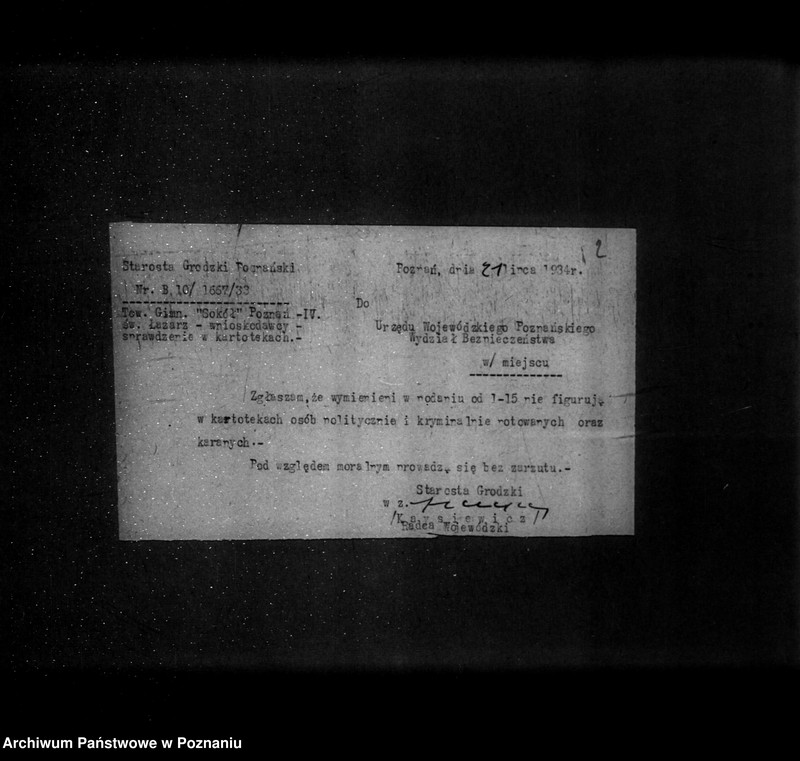 2
Starosta Grodzki Poznański
Nr. B.10/ 1667/33
Tow. Gimn. "Sokół" Poznań -IV.
św. Łazarz - wnioskodawcy -
sprawdzenie w kartotekach.-
Poznań, dnia lipca 1934r.
Do
Urzędu Wojewódzkiego Poznańskiego
Wydział Bezpieczeństwa
w/ miejscu
Zgłaszam, że wymienieni w podaniu od 1-15 nie figurują
w kartotekach osób politycznie i kryminalnie notowanych oraz
karanych.-
Pod względem moralnym prowadzą się bez zarzutu.-
Starosta Grodzki
w z.
Radca Wojewódzki
Archiwum Państwowe w Poznaniu